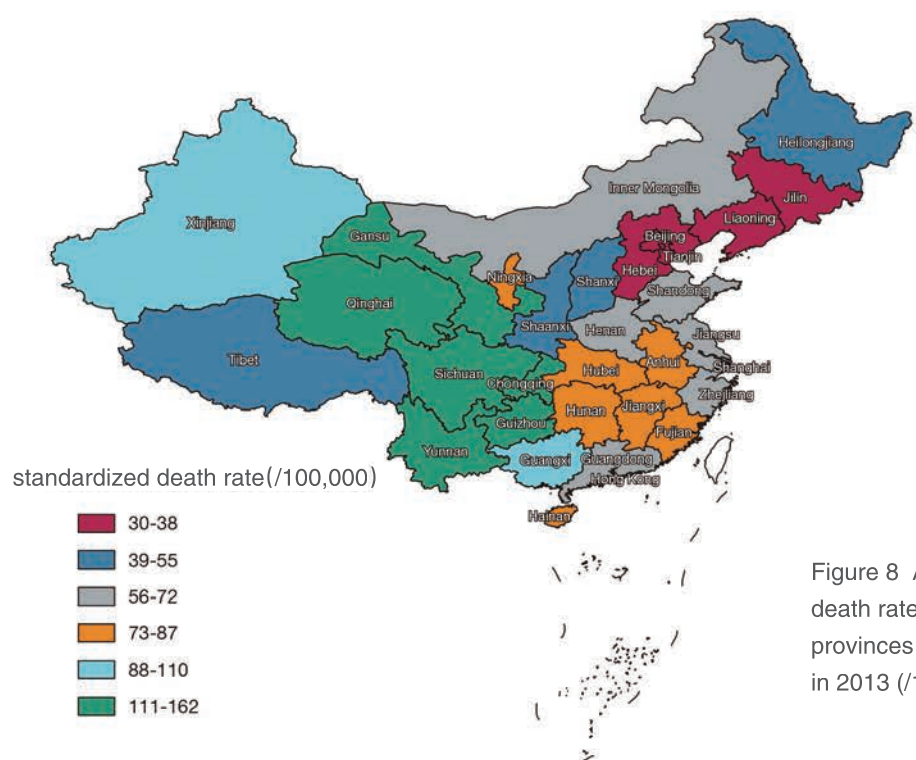 Heilongjiang
Inner Mongolia
Jilin
Xinjiang
Liaoning
Gansu
Beijing
Tianjin
Ningxia
Hebei
Shanxi
Shandong
Qinghai
Shaanxi
Henan
Jiangsu
Tibet
Sichuan
Hubei
Anhui
Shanghai
Chongqing
Zhejiang
Hunan
Jiangxi
Guizhou
Fujian
Yunnan
Guangxi
Guangdong
Hong Kong
Hainan
standardized death rate(/100,000)
30-38
39-55
56-72
73-87
88-110
111-162
Figure 8
death rate
provinces
in 2013 (/